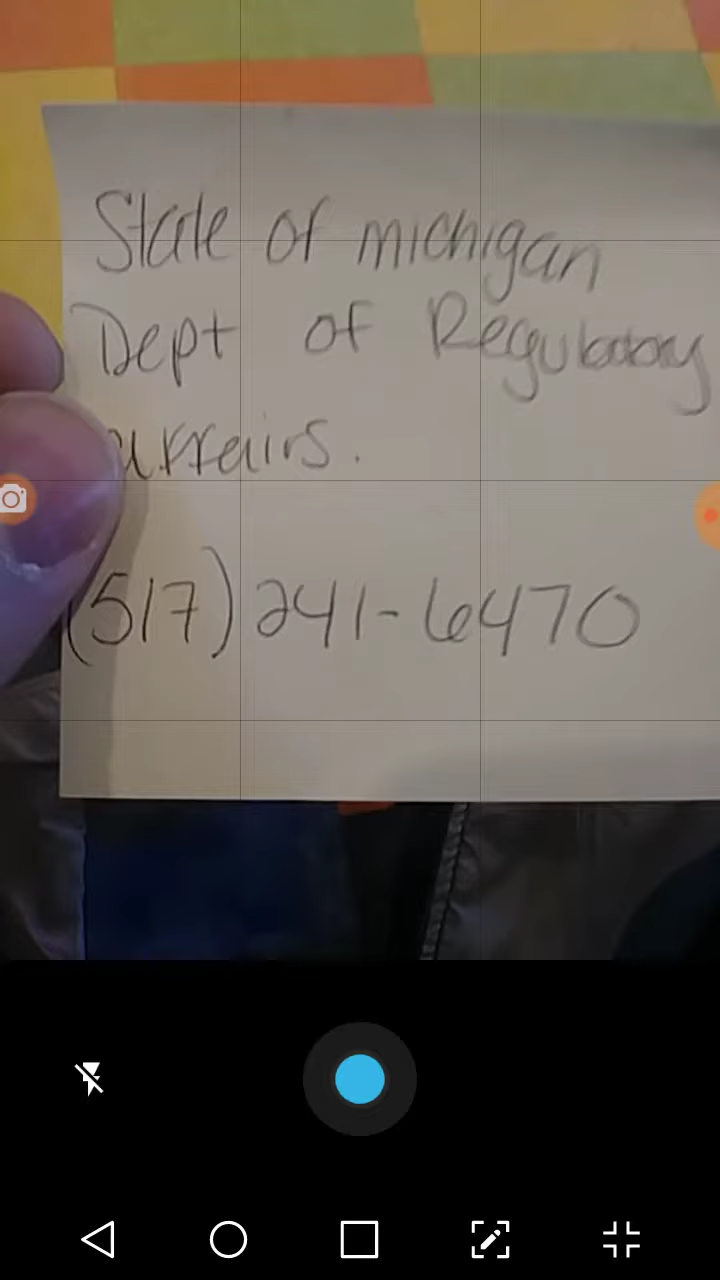 State of michigan
Dept of Regulatory
affairs.
(517) 241-6470